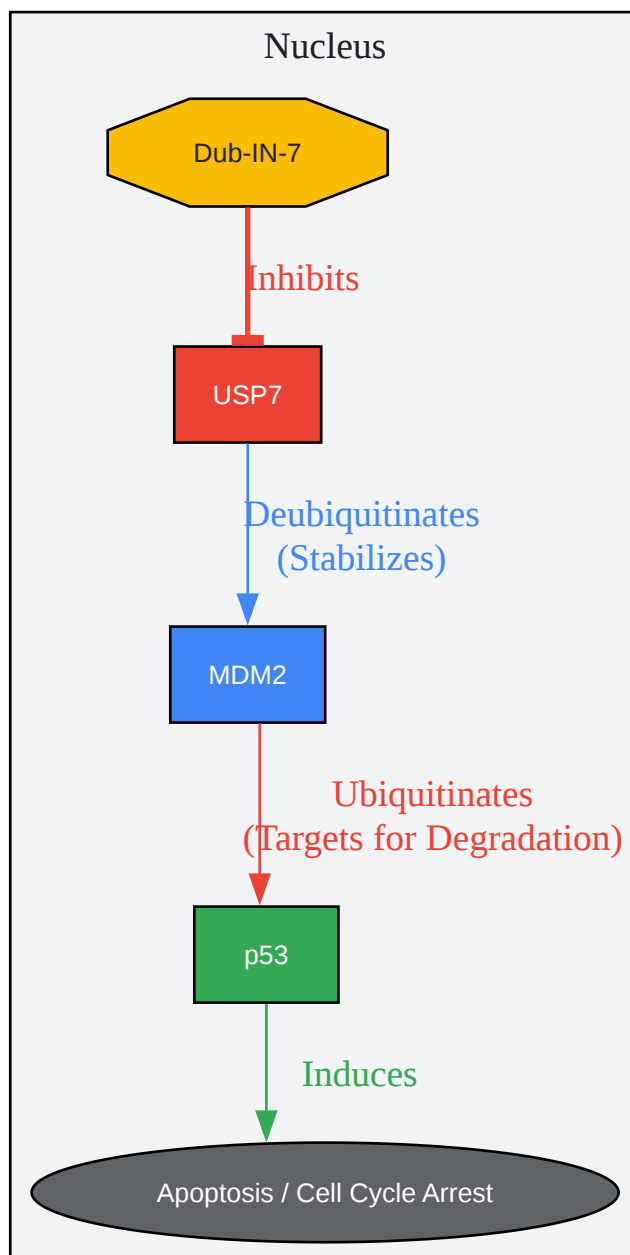 Nucleus
Dub-IN-7
Inhibits
USP7
Deubiquitinates
(Stabilizes)
MDM2
Ubiquitinates
(Targets for Degradation)
p53
Induces
Apoptosis / Cell Cycle Arrest